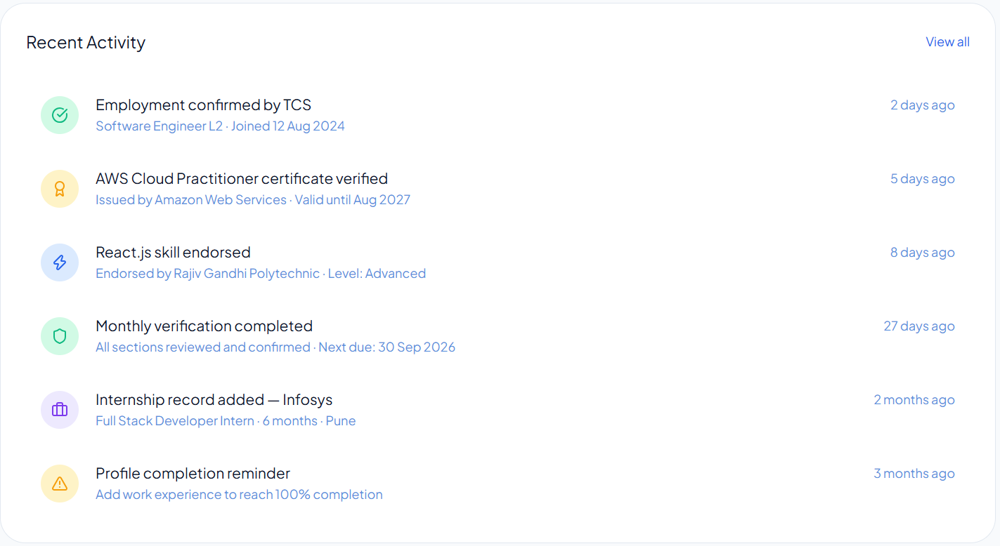 Recent Activity
View all
Employment confirmed by TCS
2 days ago
Software Engineer L2 · Joined 12 Aug 2024
AWS Cloud Practitioner certificate verified
5 days ago
Issued by Amazon Web Services · Valid until Aug 2027
React.js skill endorsed
8 days ago
Endorsed by Rajiv Gandhi Polytechnic · Level: Advanced
Monthly verification completed
27 days ago
All sections reviewed and confirmed · Next due: 30 Sep 2026
Internship record added — Infosys
2 months ago
Full Stack Developer Intern · 6 months · Pune
Profile completion reminder
3 months ago
Add work experience to reach 100% completion